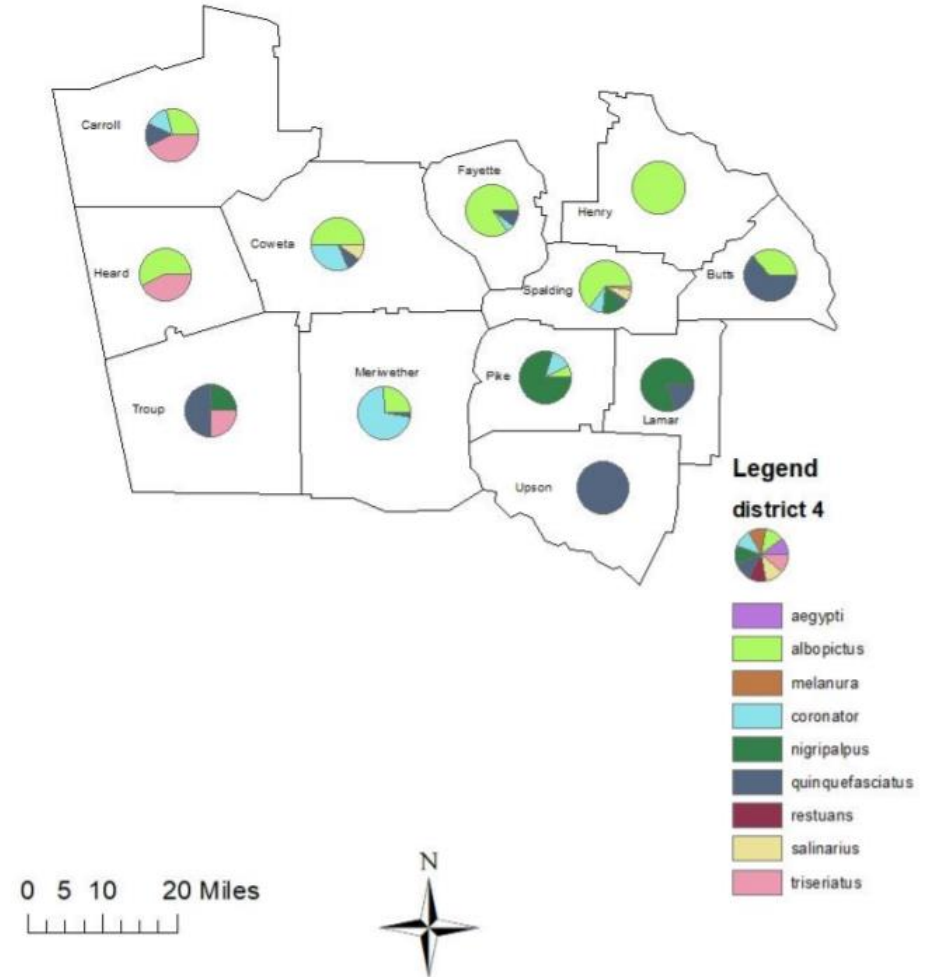 Carroll
Fayette
Henry
Coweta
Heard
Butts
Spalding
Meriwether
Pike
Troup
Lamar
Upson
Legend
district 4
aegypti
albopictus
melanura
coronator
nigripalpus
quinquefasciatus
restuans
salinarius
triseriatus
N
0 5 10 20 Miles